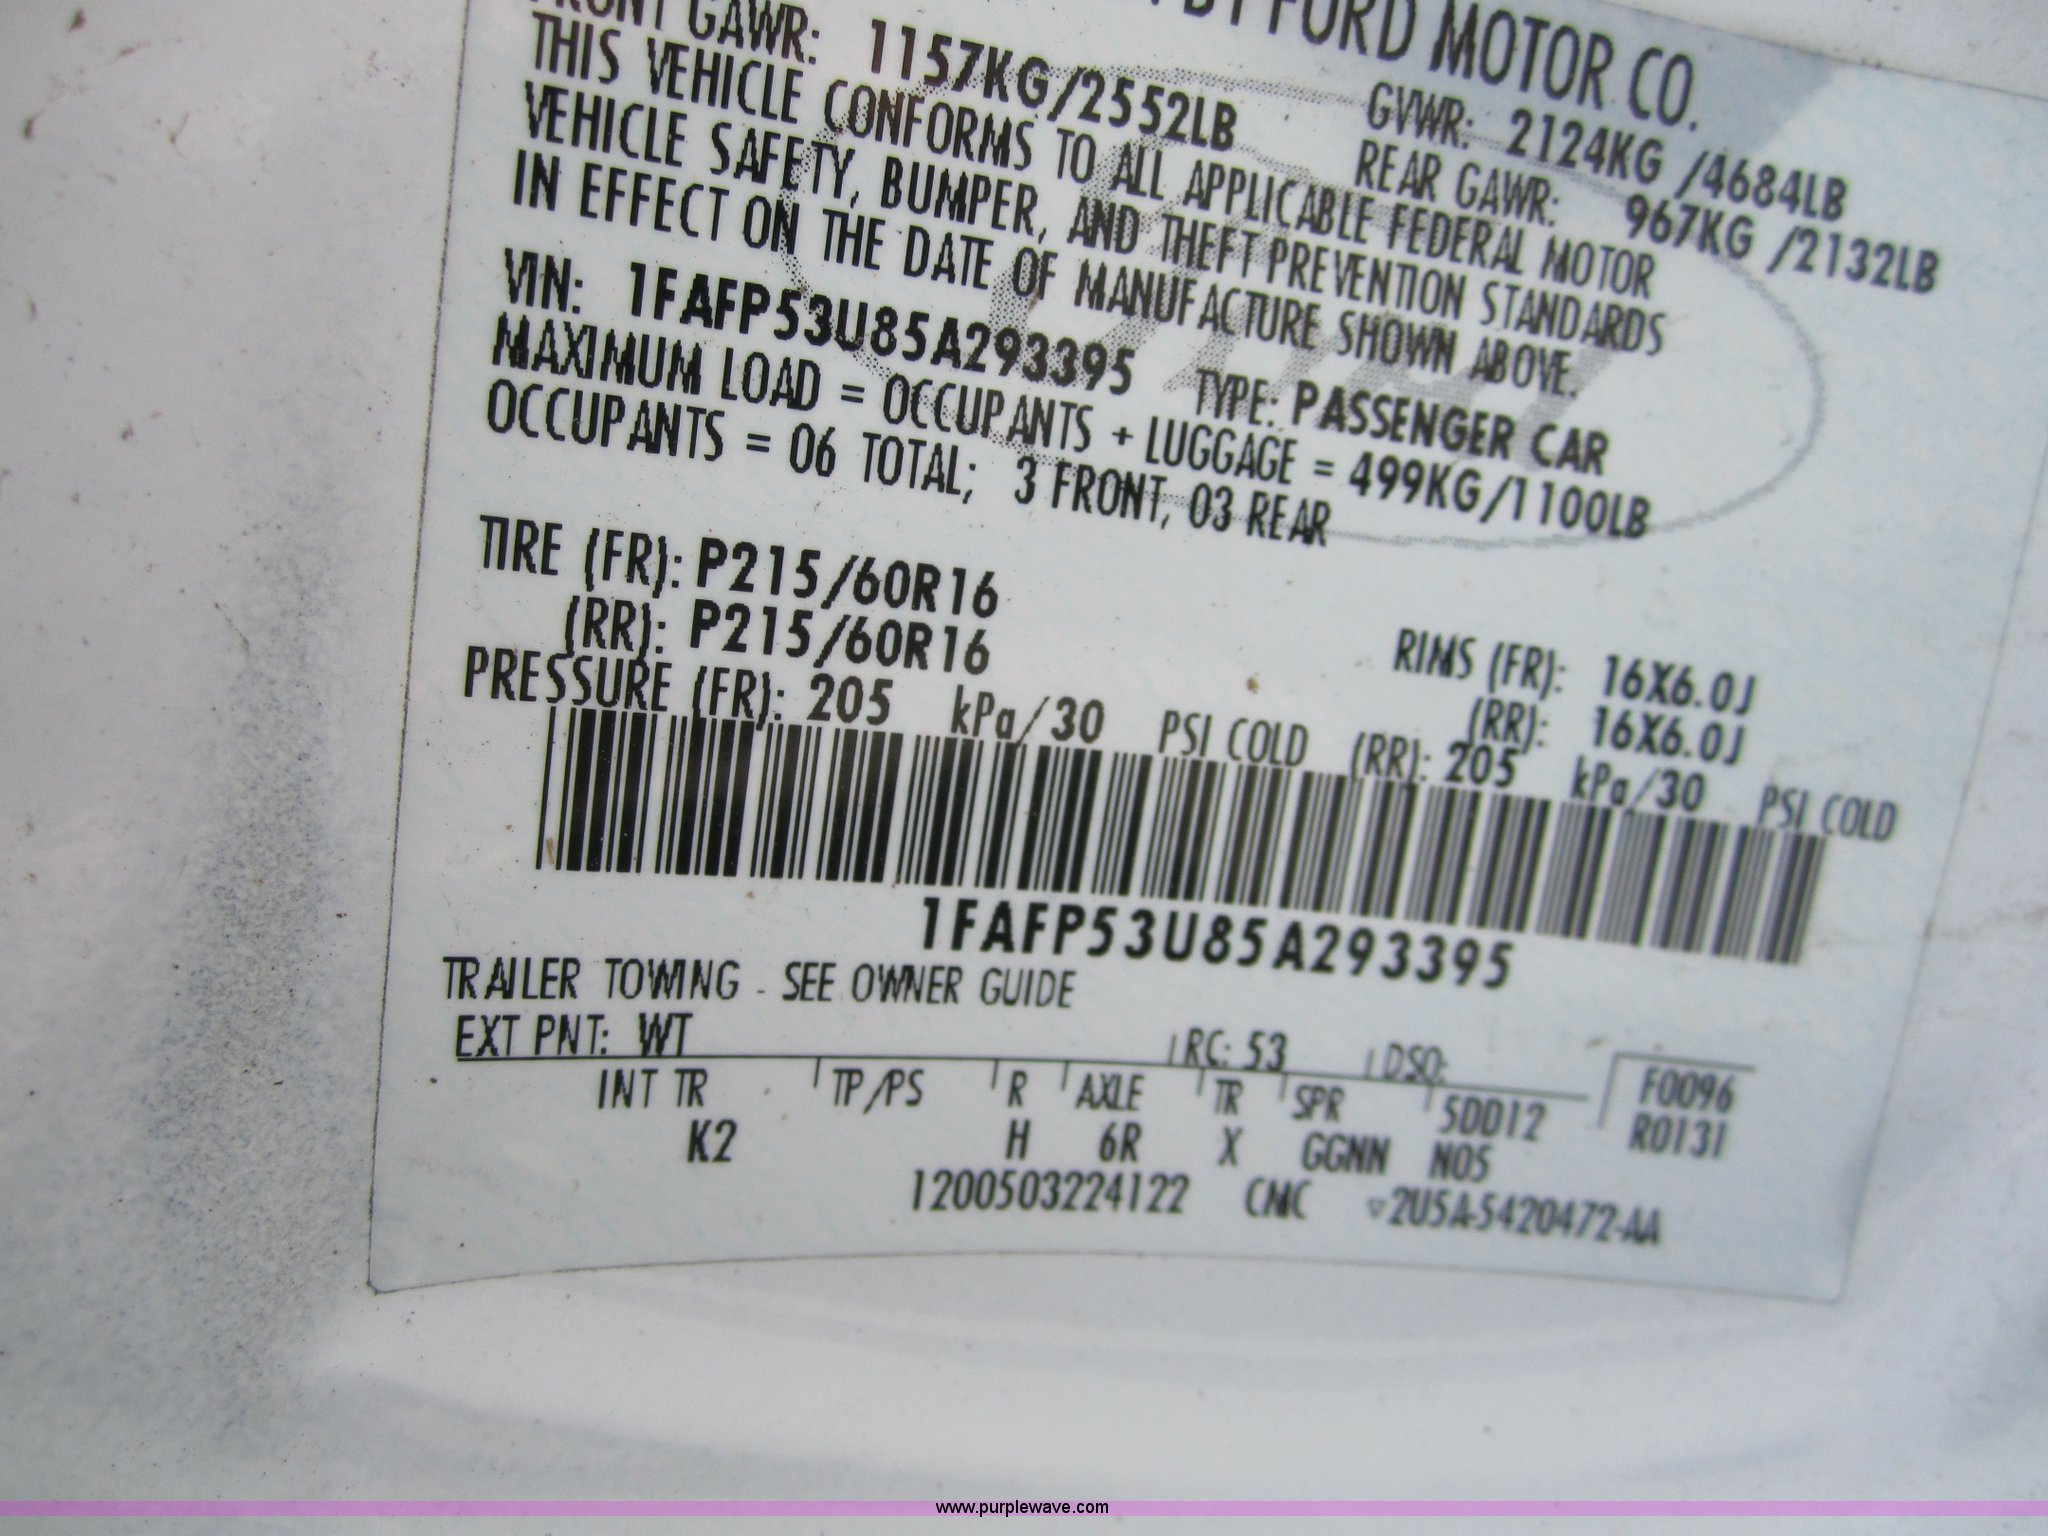 BY FORD MOTOR CO.
FRONT GAWR: 1157KG/2552LB GVWR: 2124KG /4684LB
REAR GAWR: 967KG /2132LB
THIS VEHICLE CONFORMS TO ALL APPLICABLE FEDERAL MOTOR
VEHICLE SAFETY, BUMPER, AND THEFT PREVENTION STANDARDS
IN EFFECT ON THE DATE OF MANUFACTURE SHOWN ABOVE.
VIN: 1FAFP53U85A293395 TYPE: PASSENGER CAR
MAXIMUM LOAD = OCCUPANTS + LUGGAGE = 499KG/1100LB
OCCUPANTS = 06 TOTAL; 3 FRONT, 03 REAR
TIRE (FR): P215/60R16 RIMS (FR): 16X6.0J
(RR): P215/60R16 (RR): 16X6.0J
PRESSURE (FR): 205 kPa/30 PSI COLD (RR): 205 kPa/30 PSI COLD
1FAFP53U85A293395
TRAILER TOWING - SEE OWNER GUIDE
EXT PNT: WT RC: 53 DSO: F0096
INT TR TP/PS R AXLE TR SPR 5DD12 R0131
K2 H 6R X GGNN N05
1200503224122 CMC ▽2U5A-5420472-AA
www.purplewave.com